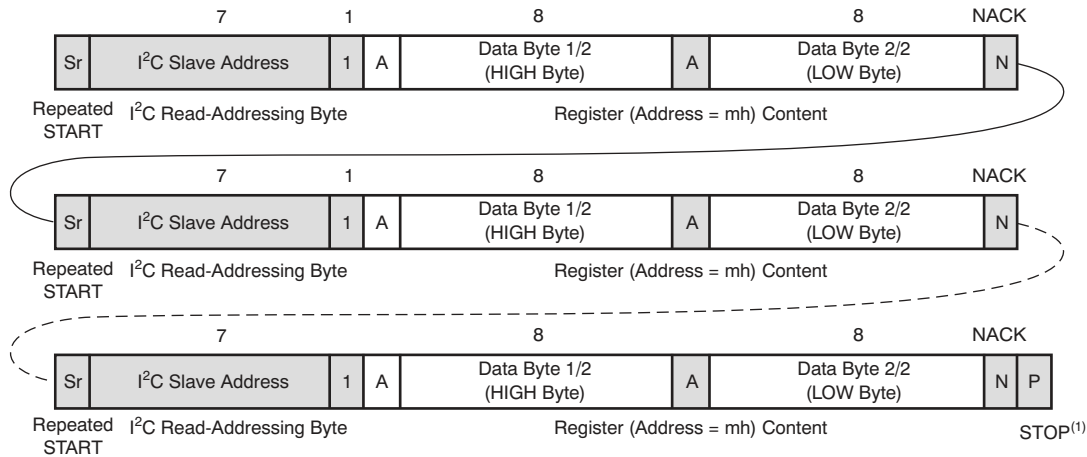 7 1 8 8 NACK
Sr I²C Slave Address 1 A Data Byte 1/2 (HIGH Byte) A Data Byte 2/2 (LOW Byte) N
Repeated START I²C Read-Addressing Byte Register (Address = mh) Content
7 1 8 8 NACK
Sr I²C Slave Address 1 A Data Byte 1/2 (HIGH Byte) A Data Byte 2/2 (LOW Byte) N
Repeated START I²C Read-Addressing Byte Register (Address = mh) Content
7 8 8 NACK
Sr I²C Slave Address 1 A Data Byte 1/2 (HIGH Byte) A Data Byte 2/2 (LOW Byte) N P
Repeated START I²C Read-Addressing Byte Register (Address = mh) Content STOP⁽¹⁾